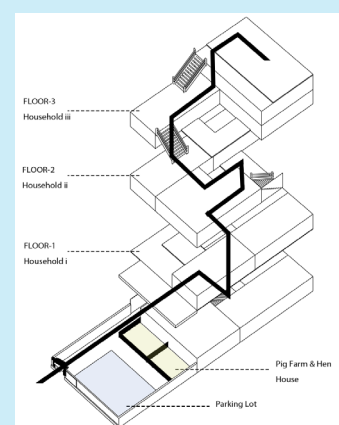 FLOOR-3
Household iii
FLOOR-2
Household ii
FLOOR-1
Household i
Pig Farm & Hen
House
Parking Lot